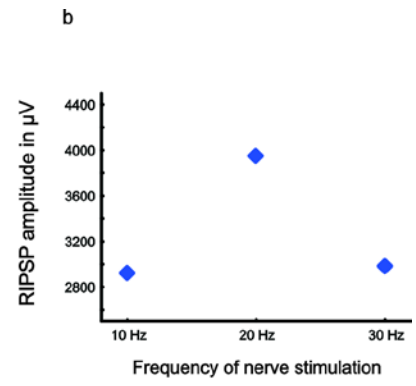 b
RIPSP amplitude in µV
4400
4000
3600
3200
2800
10 Hz 20 Hz 30 Hz
Frequency of nerve stimulation